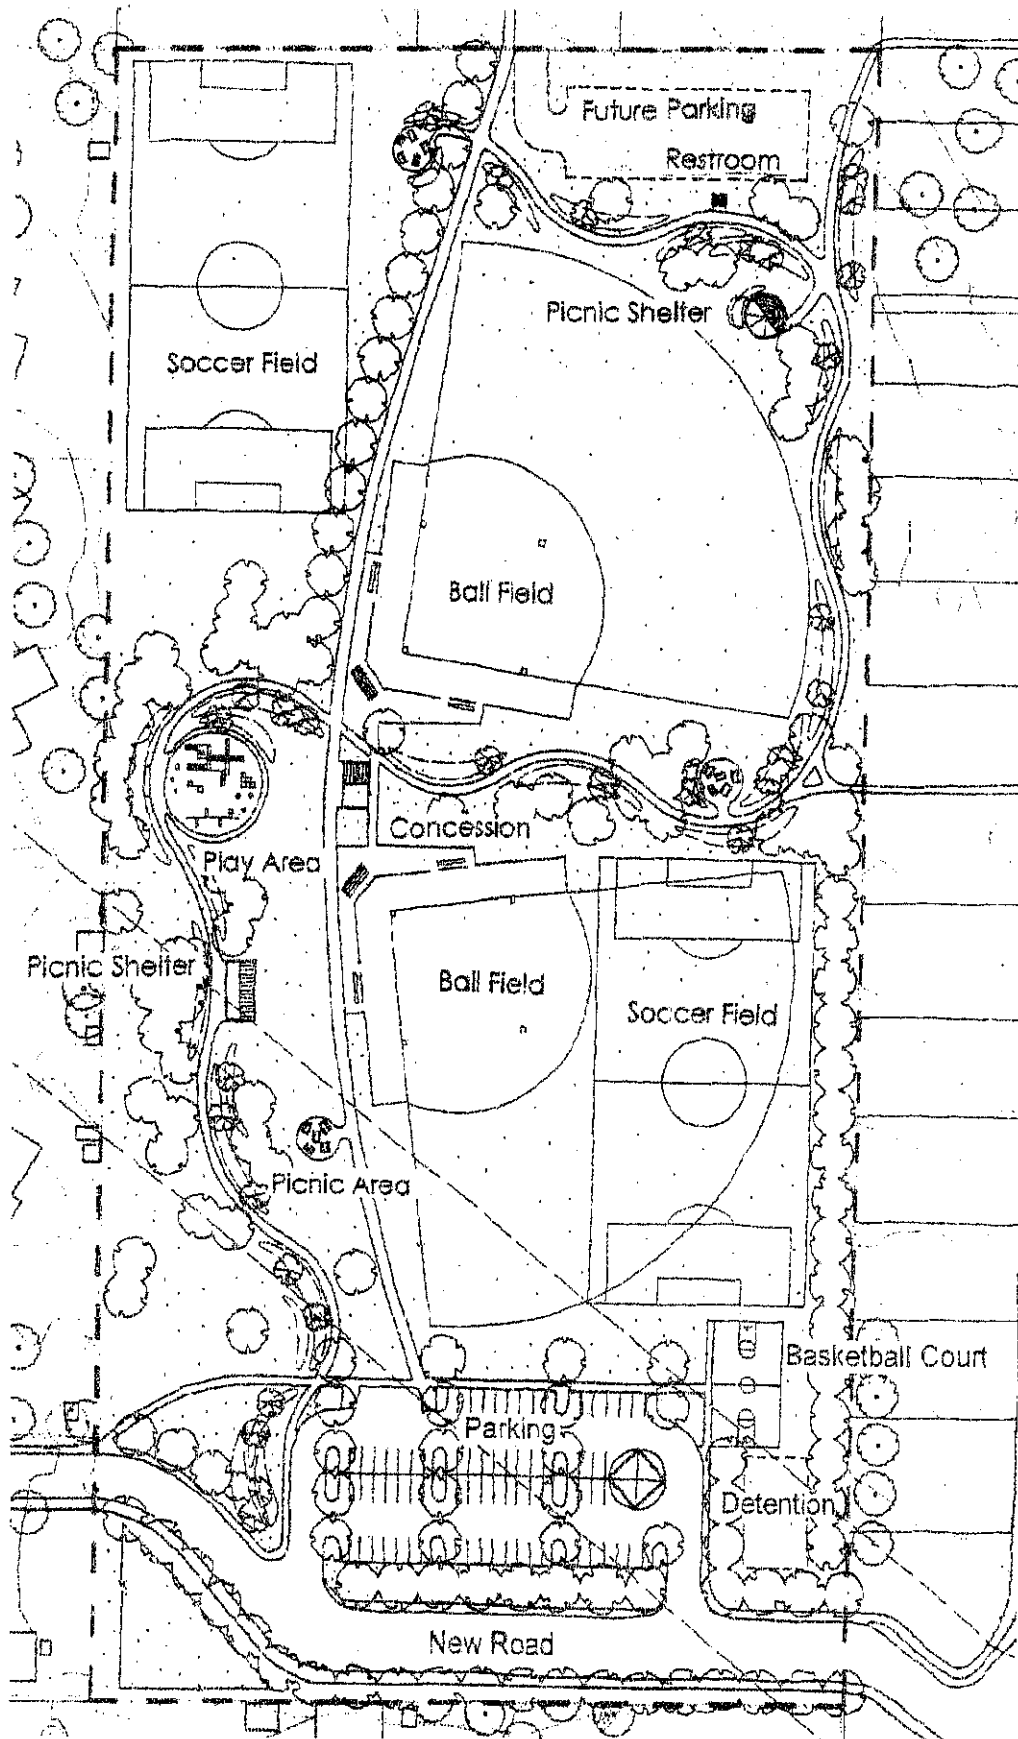 Future Parking
Restroom
Picnic Shelter
Soccer Field
Ball Field
Concession
Play Area
Picnic Shelter
Ball Field
Soccer Field
Picnic Area
Basketball Court
Parking
Detention
New Road